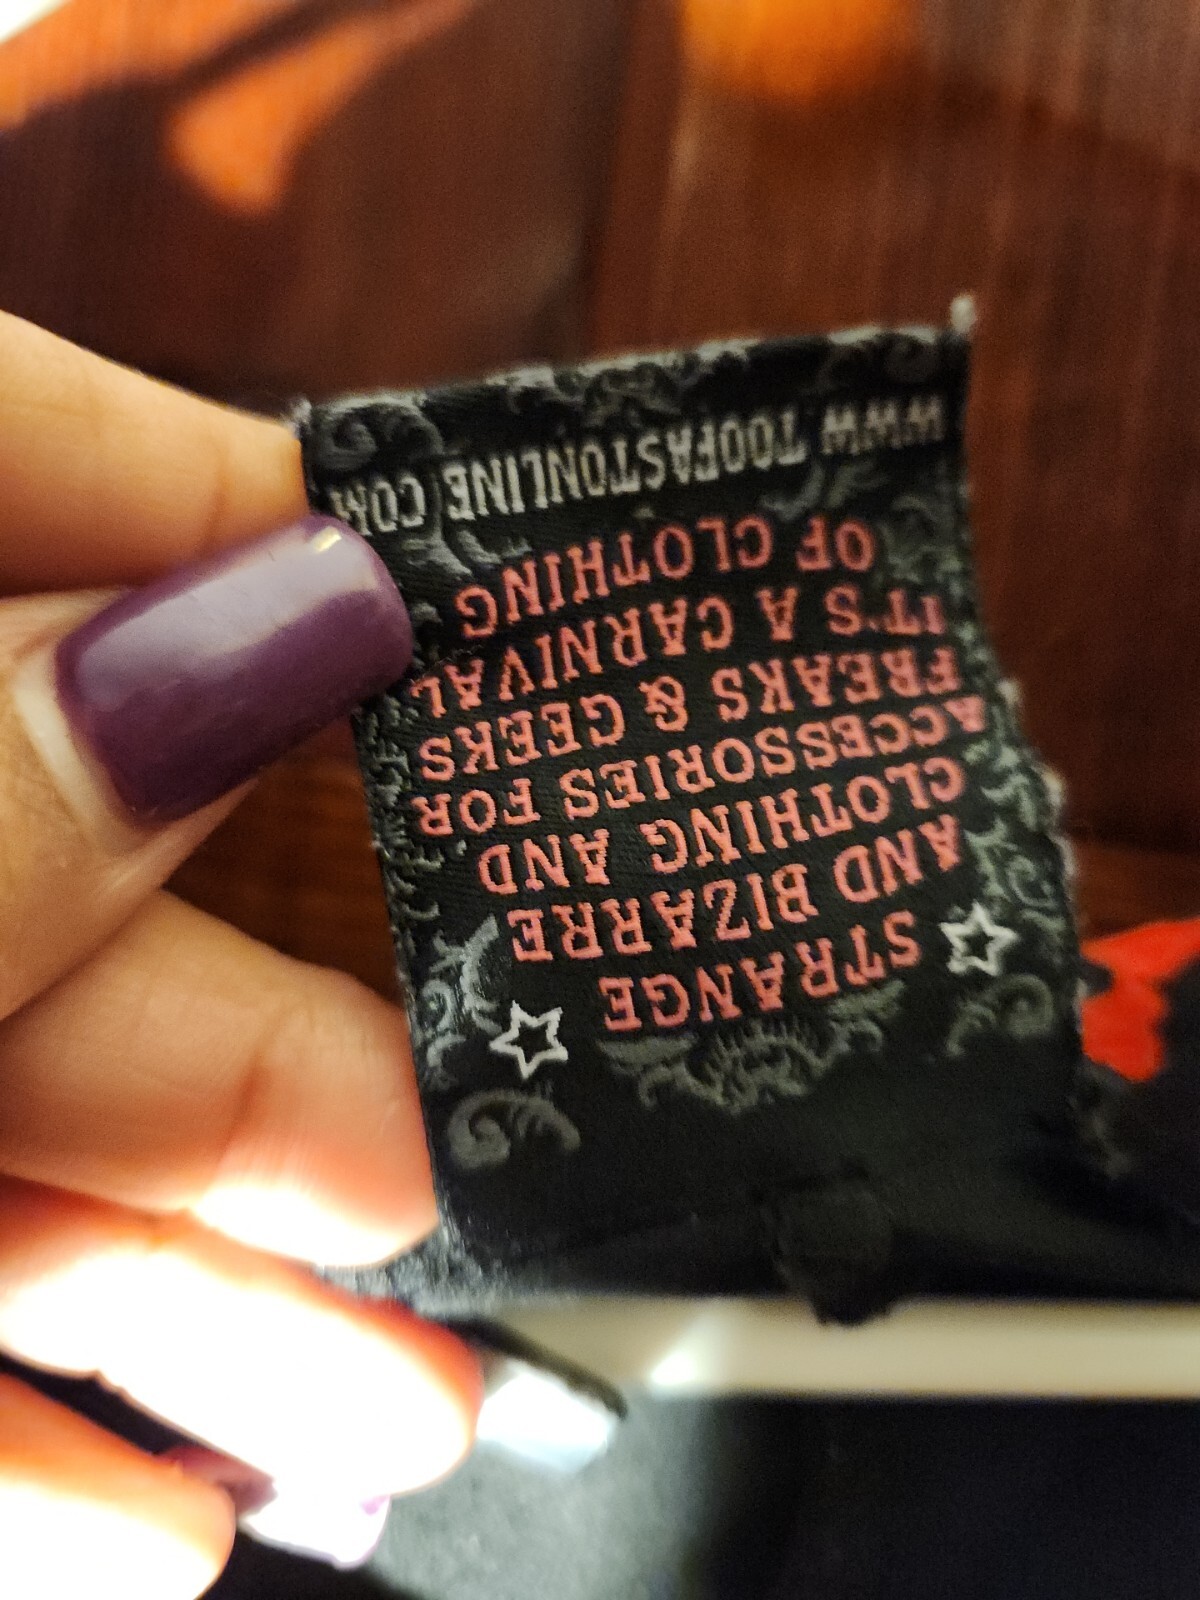 STRANGE
AND BIZARRE
CLOTHING AND
ACCESSORIES FOR
FREAKS & GEEKS
IT'S A CARNIVAL
OF CLOTHING
WWW TOOFASTONLINE COM